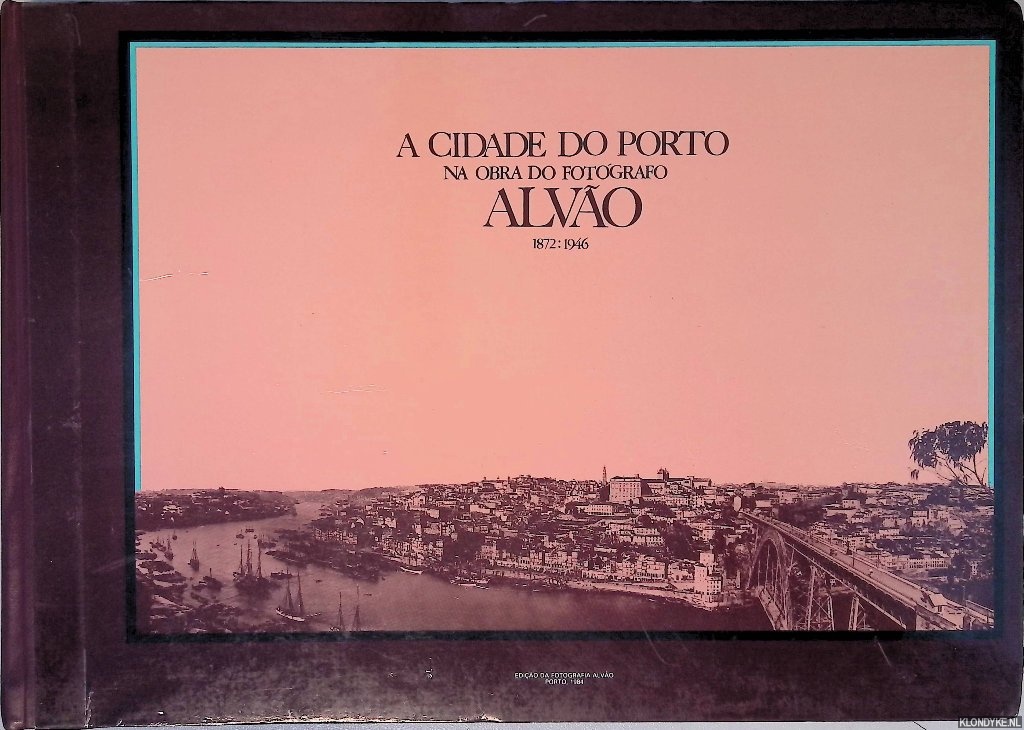 A CIDADE DO PORTO
NA OBRA DO FOTÓGRAFO
ALVÃO
1872:1946
EDIÇÃO DA FOTOGRAFIA ALVÃO
PORTO, 1984
KLONDYKE.NL